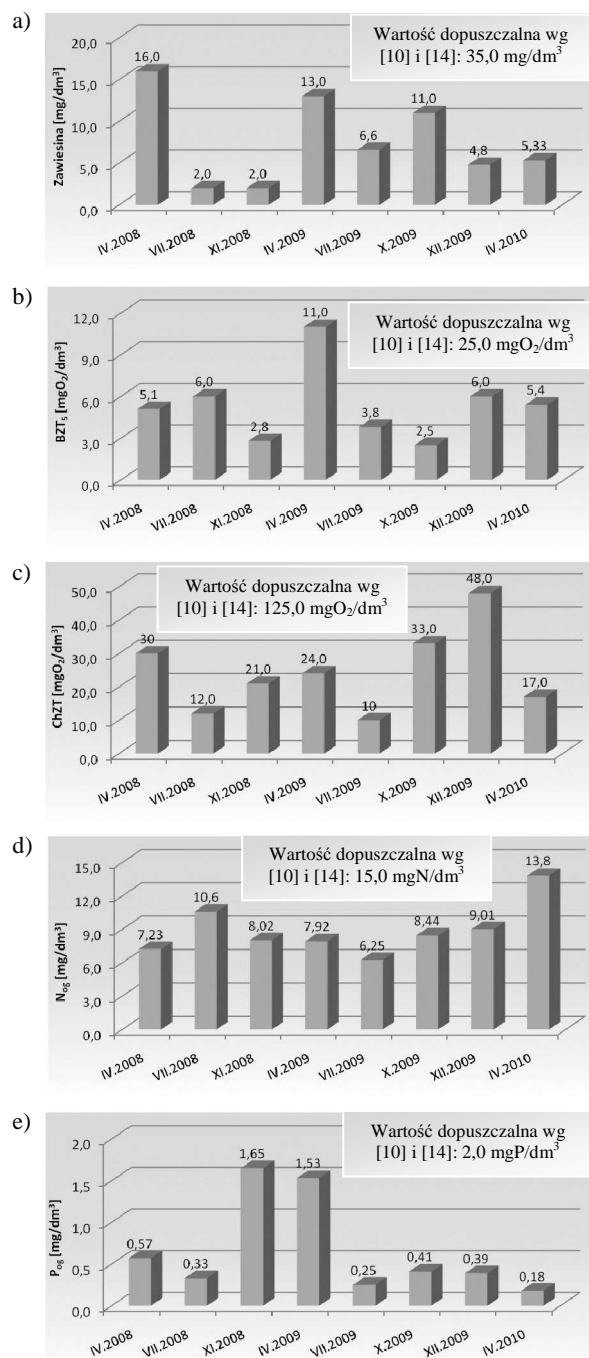 a)
Wartość dopuszczalna wg
[10] i [14]: 35,0 mg/dm³
Zawiesina [mg/dm³]
20,0
15,0
10,0
5,0
0,0
16,0
2,0
2,0
13,0
6,6
11,0
4,8
5,33
IV.2008
VII.2008
XI.2008
IV.2009
VII.2009
X.2009
XII.2009
IV.2010
b)
Wartość dopuszczalna wg
[10] i [14]: 25,0 mgO₂/dm³
BZT₅ [mgO₂/dm³]
12,0
9,0
6,0
3,0
0,0
5,1
6,0
2,8
11,0
3,8
2,5
6,0
5,4
IV.2008
VII.2008
XI.2008
IV.2009
VII.2009
X.2009
XII.2009
IV.2010
c)
Wartość dopuszczalna wg
[10] i [14]: 125,0 mgO₂/dm³
ChZT [mgO₂/dm³]
50,0
40,0
30,0
20,0
10,0
0,0
30
12,0
21,0
24,0
10
33,0
48,0
17,0
IV.2008
VII.2008
XI.2008
IV.2009
VII.2009
X.2009
XII.2009
IV.2010
d)
Wartość dopuszczalna wg
[10] i [14]: 15,0 mgN/dm³
N_og [mg/dm³]
15,0
12,0
9,0
6,0
3,0
0,0
7,23
10,6
8,02
7,92
6,25
8,44
9,01
13,8
IV.2008
VII.2008
XI.2008
IV.2009
VII.2009
X.2009
XII.2009
IV.2010
e)
Wartość dopuszczalna wg
[10] i [14]: 2,0 mgP/dm³
P_og [mg/dm³]
2,0
1,5
1,0
0,5
0,0
0,57
0,33
1,65
1,53
0,25
0,41
0,39
0,18
IV.2008
VII.2008
XI.2008
IV.2009
VII.2009
X.2009
XII.2009
IV.2010